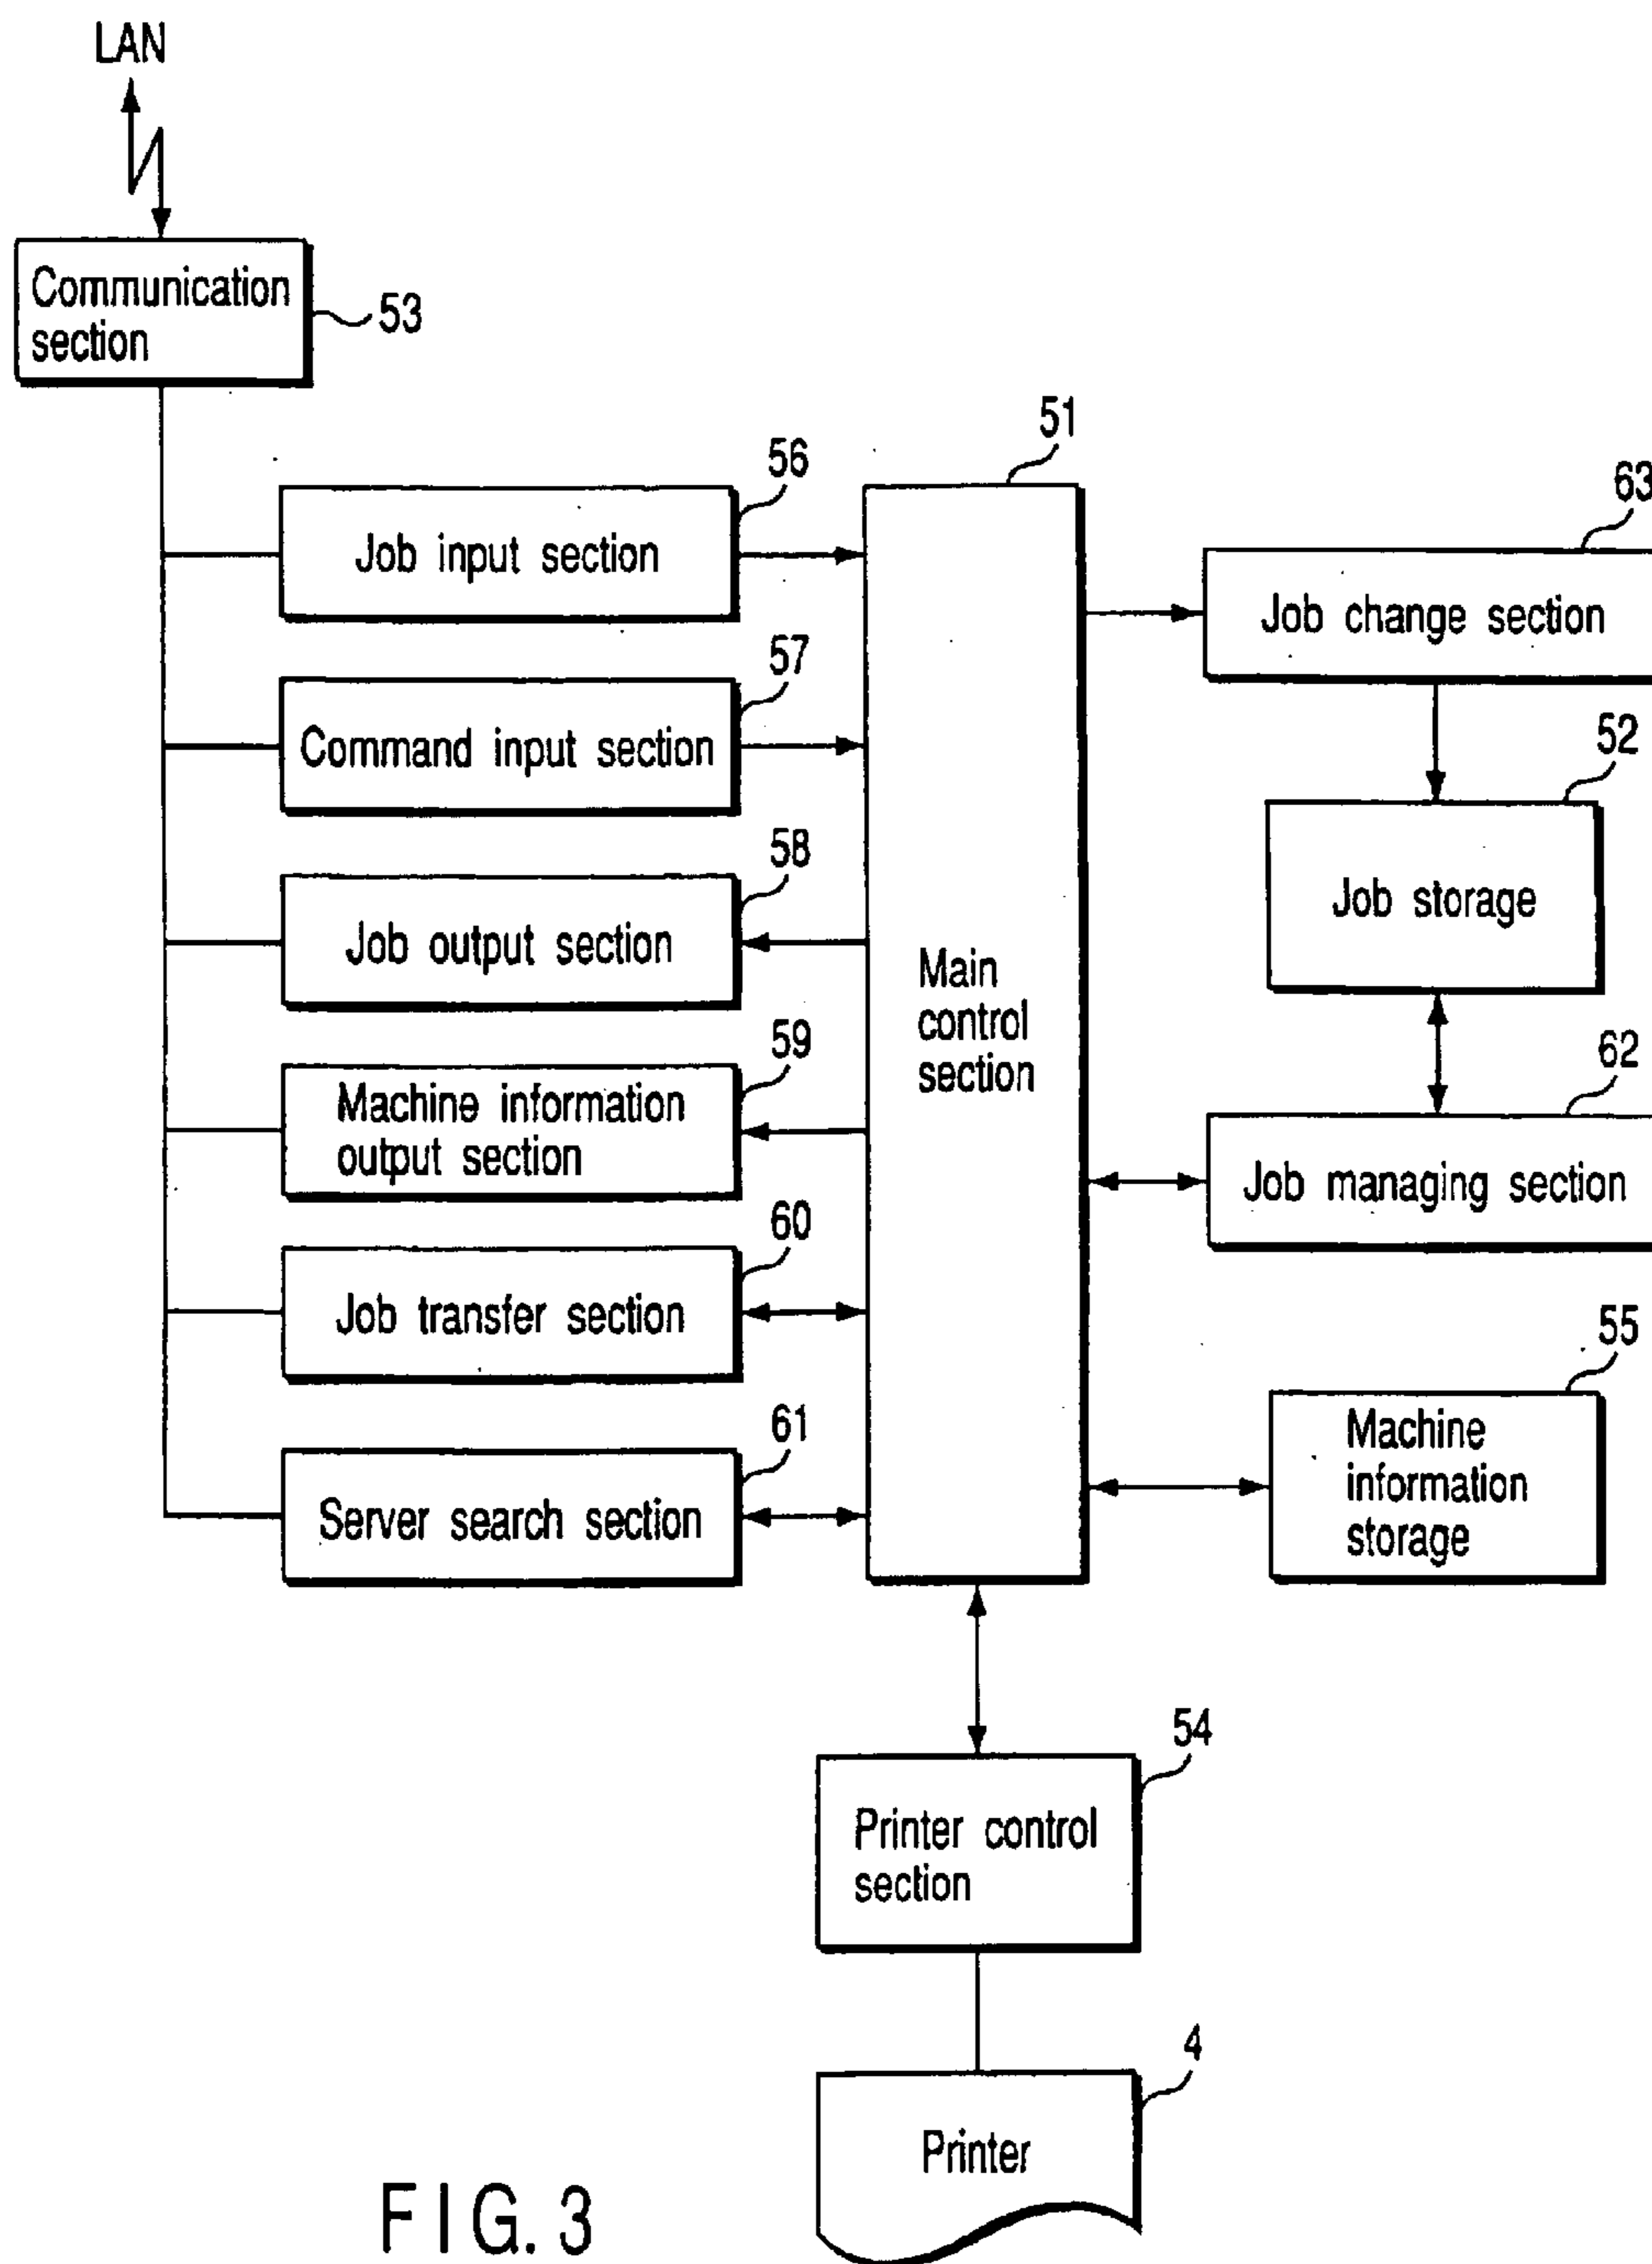 LAN
Communication
section
53
51
56
Job input section
63
Job change section
57
Command input section
52
Job storage
58
Job output section
Main
control
section
59
Machine information
output section
62
Job managing section
60
Job transfer section
55
Machine
information
storage
61
Server search section
54
Printer control
section
4
Printer
FIG. 3